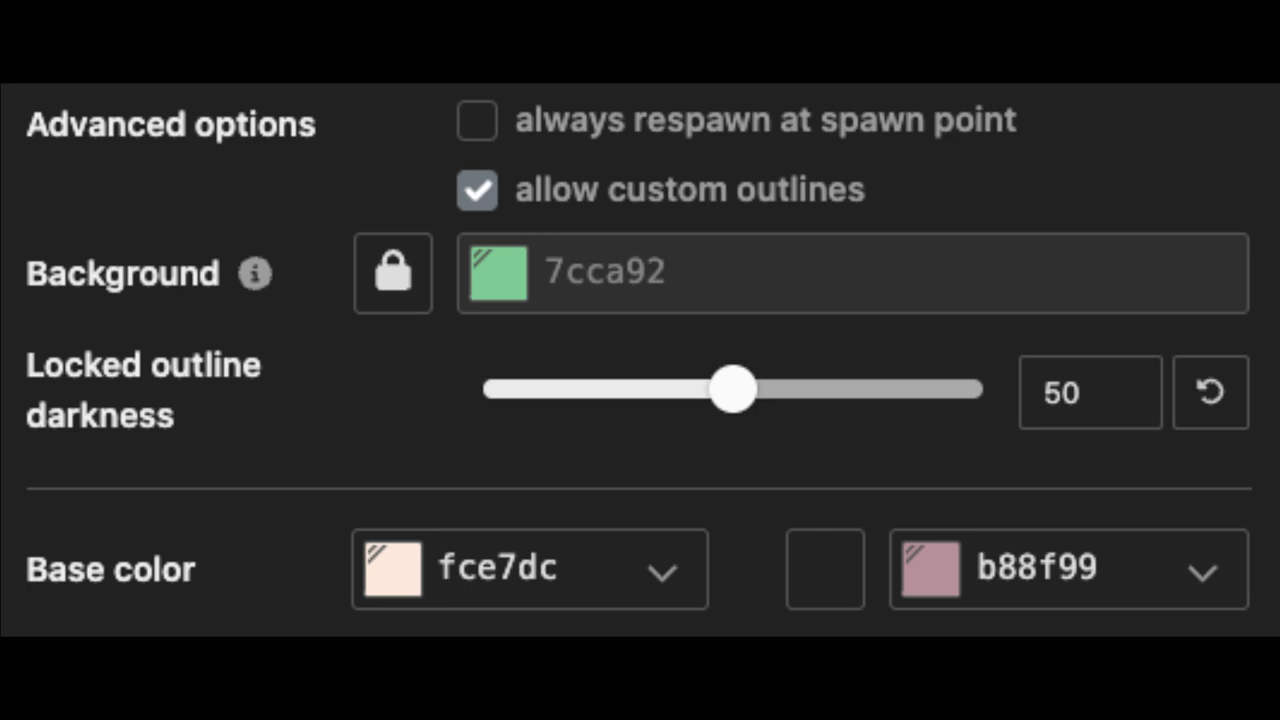 Advanced options
always respawn at spawn point
allow custom outlines
Background
7cca92
Locked outline
darkness
50
Base color
fce7dc
b88f99